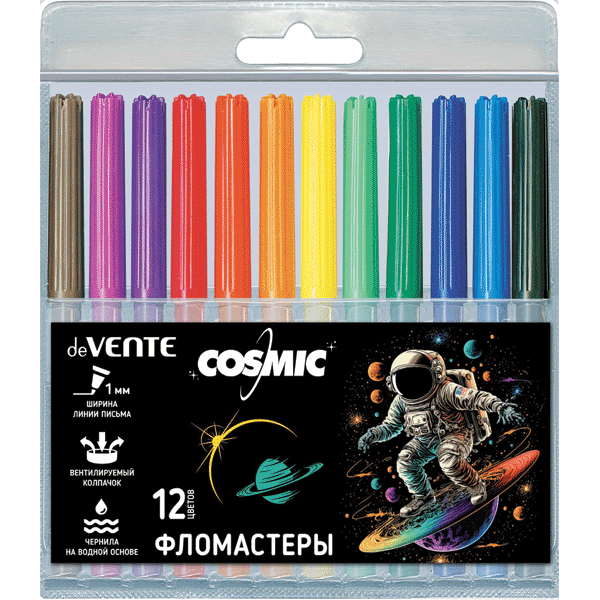 deVENTE
COSMIC
1 мм
ШИРИНА
ЛИНИИ ПИСЬМА
ВЕНТИЛИРУЕМЫЙ
КОЛПАЧОК
ЧЕРНИЛА
НА ВОДНОЙ ОСНОВЕ
12 ЦВЕТОВ
ФЛОМАСТЕРЫ